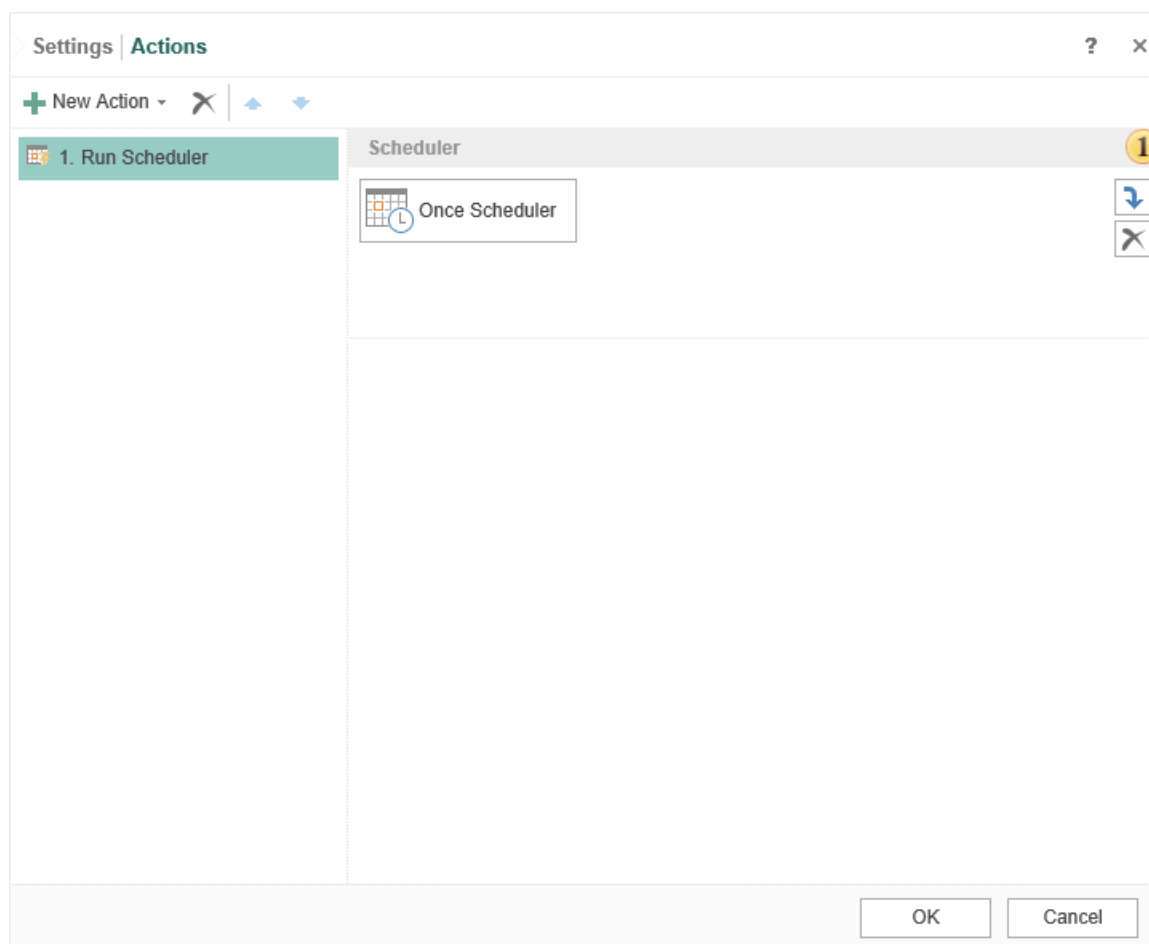 Settings | Actions
?
New Action
1. Run Scheduler
Scheduler
1
Once Scheduler
OK
Cancel